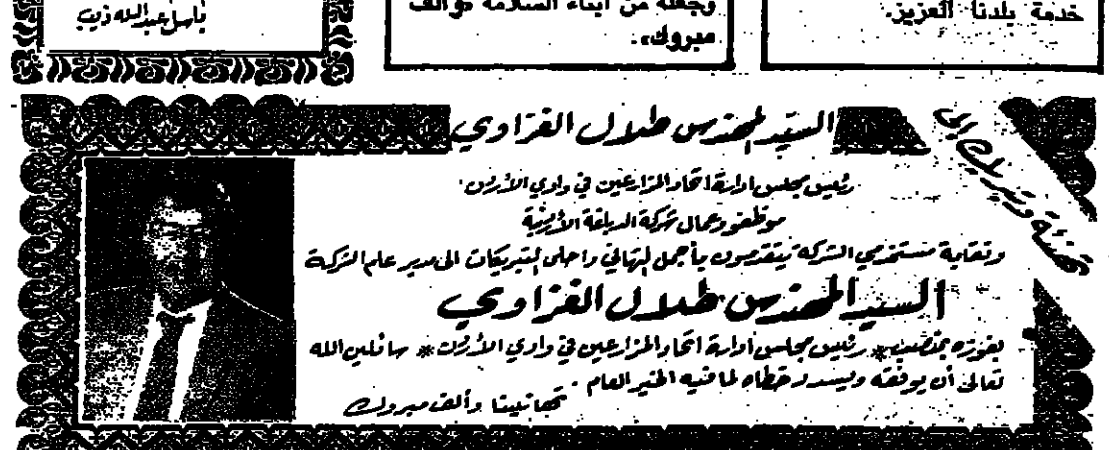 خدمة بلدنا العزيز.
وجعله من أبناء السلامة وألف
مبروك».
باسل عبدالله ذيب
تهنئة وتبريك إلى
السيد المهندس طلال الغزاوي
رئيس مجلس ادارة اتحاد المزارعين في وادي الأردن
موظفو وعمال شركة الدباغة الأردنية
ونقابة مستخدمي الشركة يتقدمون بأجمل التهاني واحلى التبريكات الى مدير عام الشركة
السيد المهندس طلال الغزاوي
بفوزه بمنصب * رئيس مجلس ادارة اتحاد المزارعين في وادي الأردن * سائلين الله
تعالى أن يوفقه ويسدد خطاه لما فيه الخير العام
تهانينا وألف مبروك